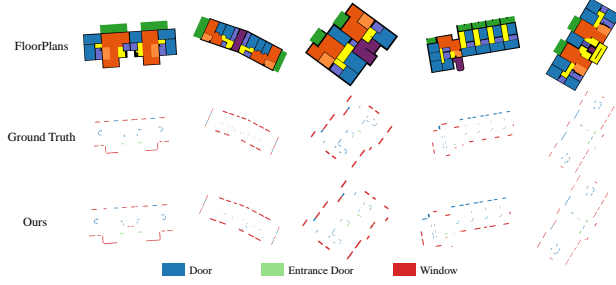 FloorPlans
Ground Truth
Ours
Door
Entrance Door
Window